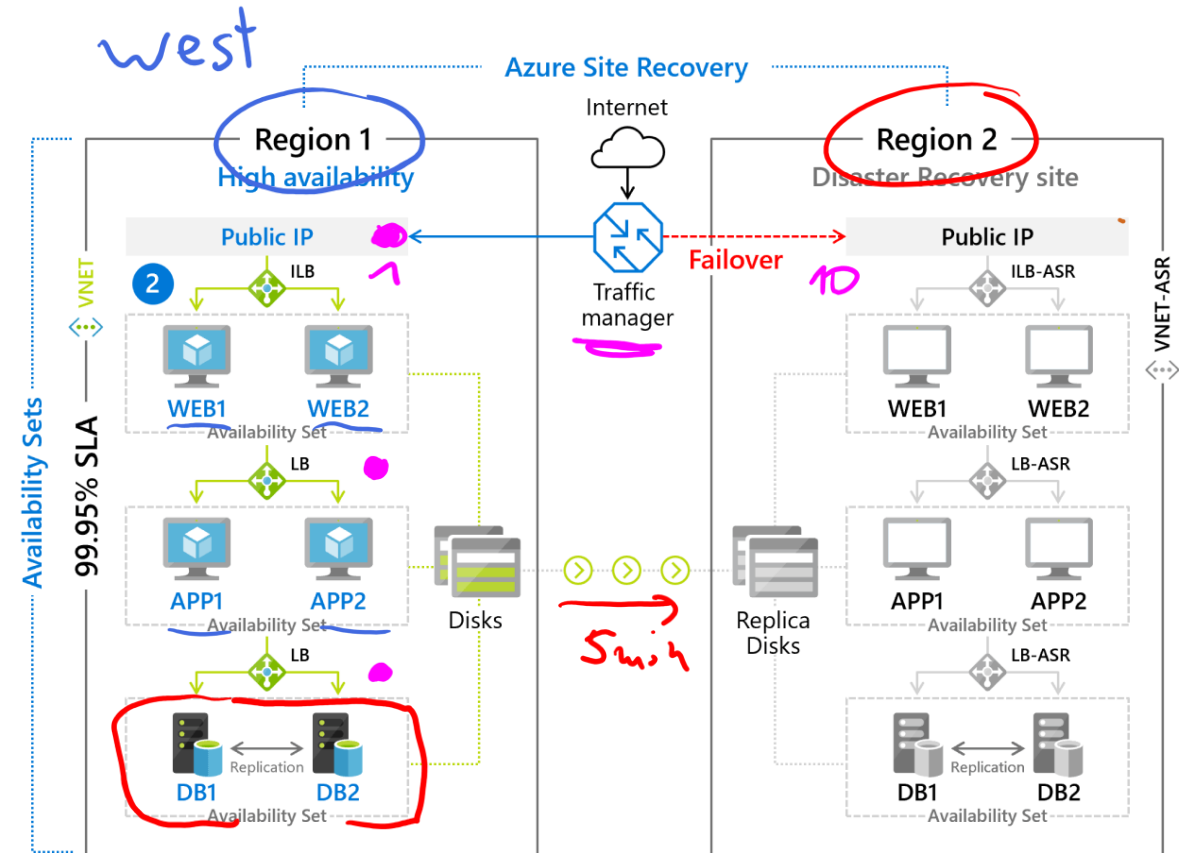 west
Azure Site Recovery
Internet
Region 1
High availability
Region 2
Disaster Recovery site
Public IP
1
2
ILB
WEB1
WEB2
Availability Set
LB
APP1
APP2
Availability Set
LB
DB1
Replication
DB2
Availability Set
VNET
99.95% SLA
Availability Sets
Failover
Traffic
manager
10
Disks
5min
Replica
Disks
Public IP
ILB-ASR
WEB1
WEB2
Availability Set
LB-ASR
APP1
APP2
Availability Set
LB-ASR
DB1
Replication
DB2
Availability Set
VNET-ASR